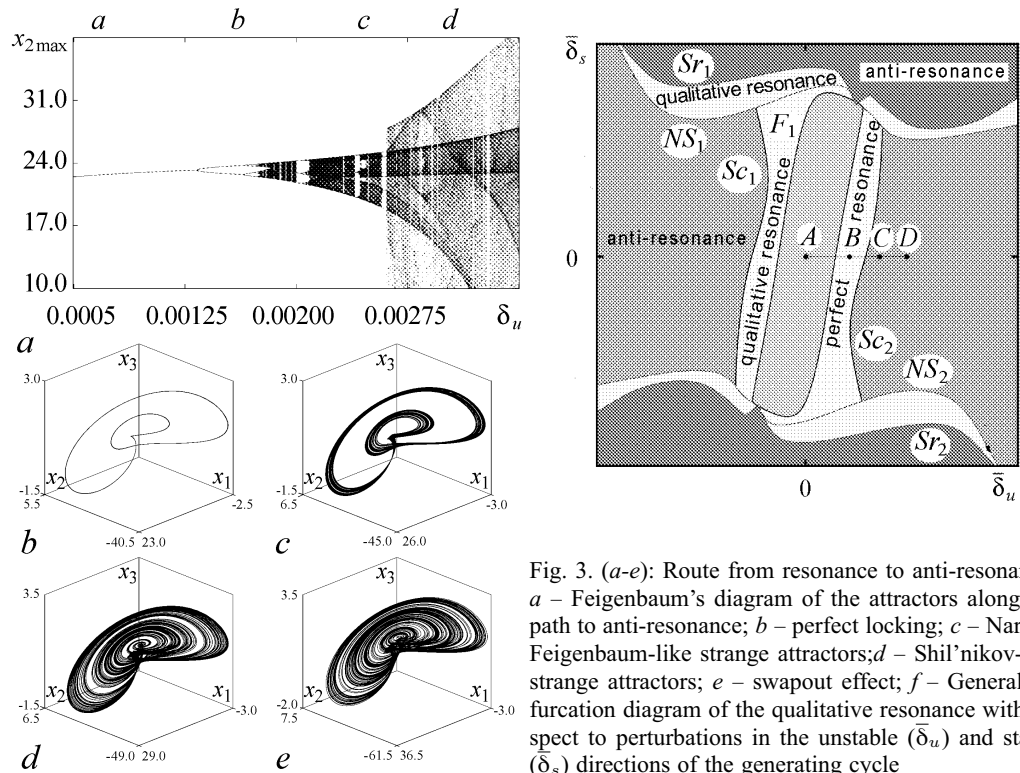 a b c d
x2 max
31.0
24.0
17.0
10.0
0.0005 0.00125 0.00200 0.00275 δu
δ̄s
Sr1
anti-resonance
qualitative resonance
NS1
F1
Sc1
qualitative resonance
perfect resonance
anti-resonance
A B C D
0
Sc2
NS2
Sr2
0 δ̄u
a
x3
3.0
x2 x1
-1.5 -2.5
5.5
-40.5 23.0
b
x3
3.0
x2 x1
-1.5 -3.0
6.5
-45.0 26.0
c
x3
3.5
x2 x1
-1.5 -3.0
6.5
-49.0 29.0
d
x3
3.5
x2 x1
-2.0 -3.0
7.5
-61.5 36.5
e
Fig. 3. (a-e): Route from resonance to anti-resonan
a – Feigenbaum's diagram of the attractors along
path to anti-resonance; b – perfect locking; c – Nar
Feigenbaum-like strange attractors;d – Shil'nikov-
strange attractors; e – swapout effect; f – General
furcation diagram of the qualitative resonance with
spect to perturbations in the unstable (δ̄u) and st
(δ̄s) directions of the generating cycle